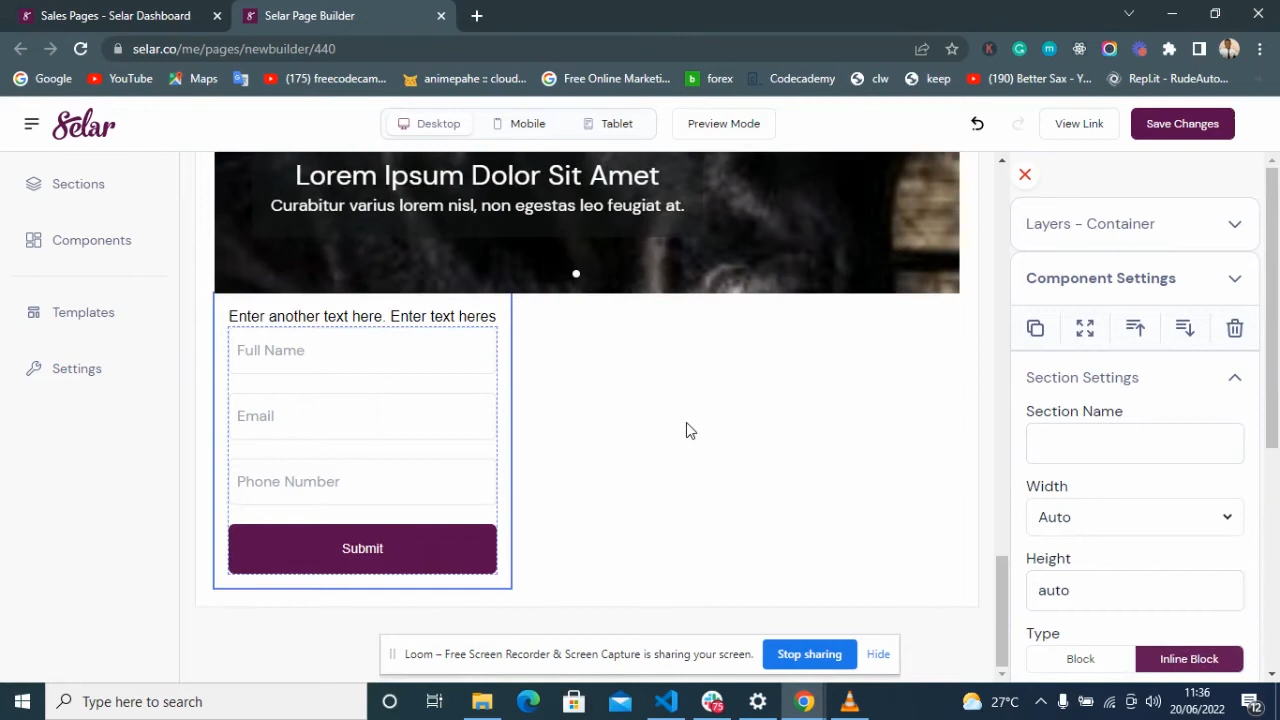 Sales Pages - Selar Dashboard
Selar Page Builder
selar.co/me/pages/newbuilder/440
Google
YouTube
Maps
(175) freecodecam...
animepahe :: cloud...
Free Online Marketi...
forex
Codecademy
clw
keep
(190) Better Sax - Y...
Repl.it - RudeAuto...
Selar
Desktop
Mobile
Tablet
Preview Mode
View Link
Save Changes
Sections
Components
Templates
Settings
Lorem Ipsum Dolor Sit Amet
Curabitur varius lorem nisl, non egestas leo feugiat at.
Enter another text here. Enter text heres
Full Name
Email
Phone Number
Submit
Layers - Container
Component Settings
Section Settings
Section Name
Width
Auto
Height
auto
Type
Block
Inline Block
Loom – Free Screen Recorder & Screen Capture is sharing your screen.
Stop sharing
Hide
Type here to search
75
27°C
11:36
20/06/2022
12